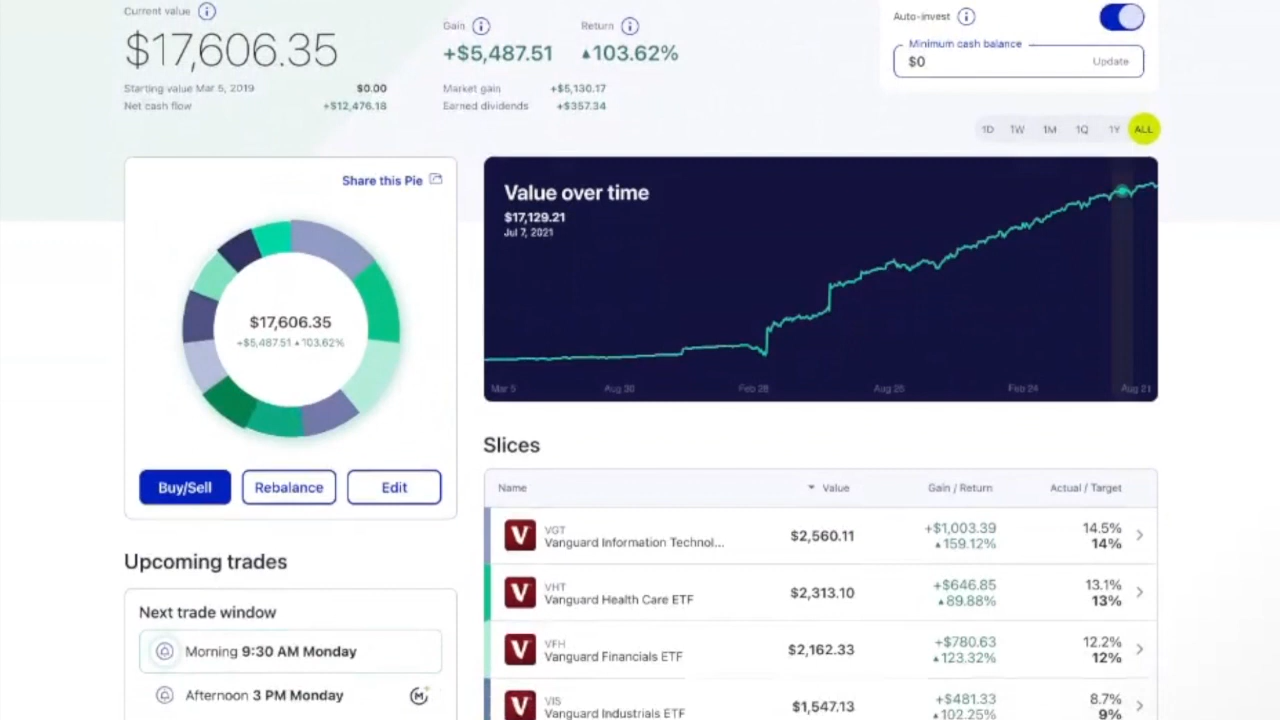 Current value
$17,606.35
Starting value Mar 5, 2019 $0.00
Net cash flow +$12,476.18
Gain Return
+$5,487.51 ▲103.62%
Market gain +$5,130.17
Earned dividends +$357.34
Auto-invest
Minimum cash balance
$0 Update
1D 1W 1M 1Q 1Y ALL
Share this Pie
$17,606.35
+$5,487.51 ▲103.62%
Buy/Sell Rebalance Edit
Value over time
$17,129.21
Jul 7, 2021
Mar 5 Aug 30 Feb 28 Aug 25 Feb 24 Aug 21
Upcoming trades
Next trade window
Morning 9:30 AM Monday
Afternoon 3 PM Monday
Slices
Name Value Gain / Return Actual / Target
VGT
Vanguard Information Technol... $2,560.11 +$1,003.39 ▲159.12% 14.5% 14%
VHT
Vanguard Health Care ETF $2,313.10 +$646.85 ▲89.88% 13.1% 13%
VFH
Vanguard Financials ETF $2,162.33 +$780.63 ▲123.32% 12.2% 12%
VIS
Vanguard Industrials ETF $1,547.13 +$481.33 ▲102.25% 8.7% 9%